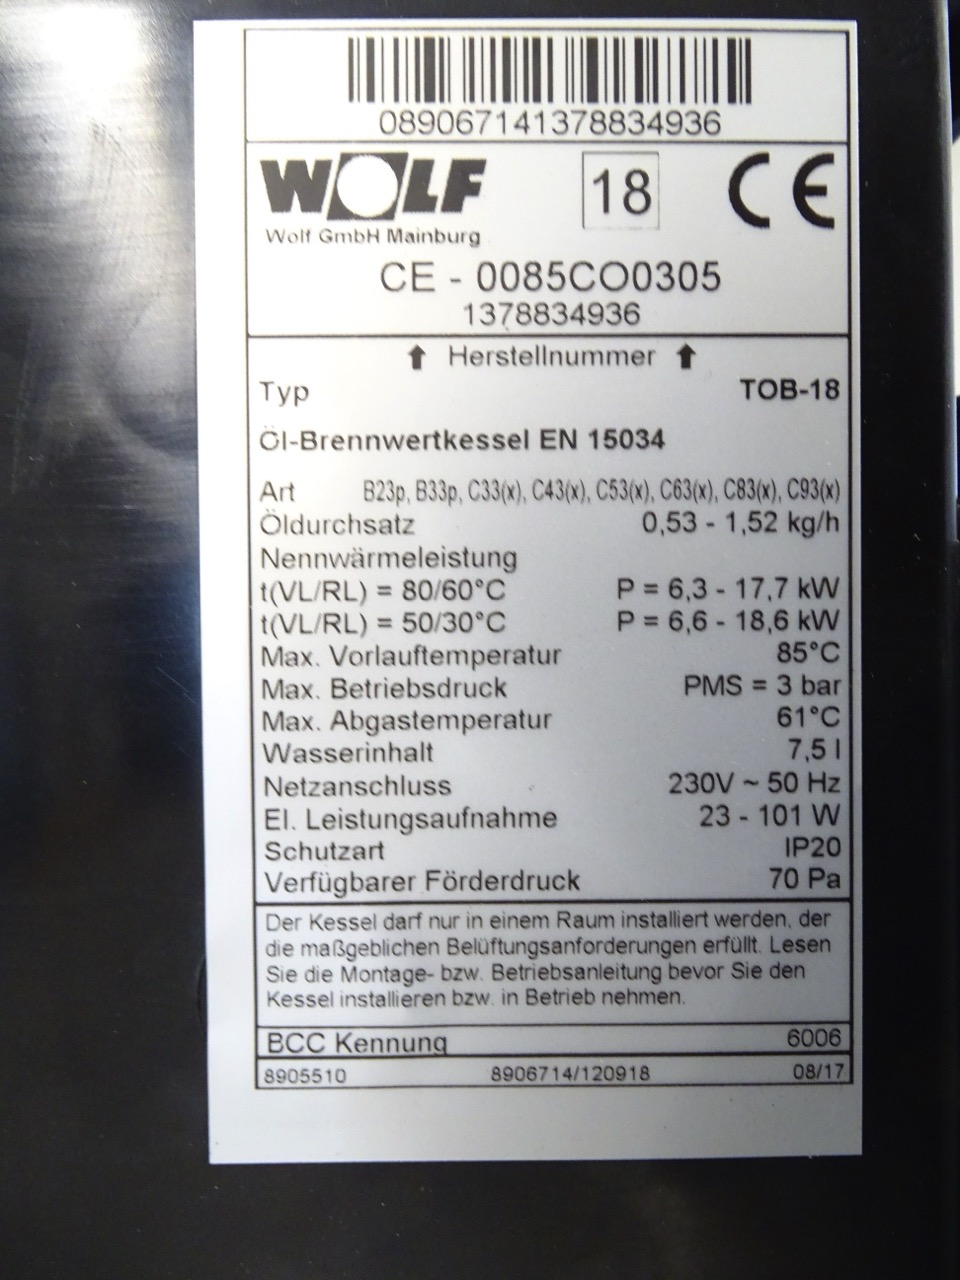 089067141378834936
WOLF
18 CE
Wolf GmbH Mainburg
CE - 0085CO0305
1378834936
↑ Herstellnummer ↑
Typ TOB-18
Öl-Brennwertkessel EN 15034
Art B23p, B33p, C33(x), C43(x), C53(x), C63(x), C83(x), C93(x)
Öldurchsatz 0,53 - 1,52 kg/h
Nennwärmeleistung
t(VL/RL) = 80/60°C P = 6,3 - 17,7 kW
t(VL/RL) = 50/30°C P = 6,6 - 18,6 kW
Max. Vorlauftemperatur 85°C
Max. Betriebsdruck PMS = 3 bar
Max. Abgastemperatur 61°C
Wasserinhalt 7,5 l
Netzanschluss 230V ~ 50 Hz
El. Leistungsaufnahme 23 - 101 W
Schutzart IP20
Verfügbarer Förderdruck 70 Pa
Der Kessel darf nur in einem Raum installiert werden, der
die maßgeblichen Belüftungsanforderungen erfüllt. Lesen
Sie die Montage- bzw. Betriebsanleitung bevor Sie den
Kessel installieren bzw. in Betrieb nehmen.
BCC Kennung 6006
8905510 8906714/120918 08/17